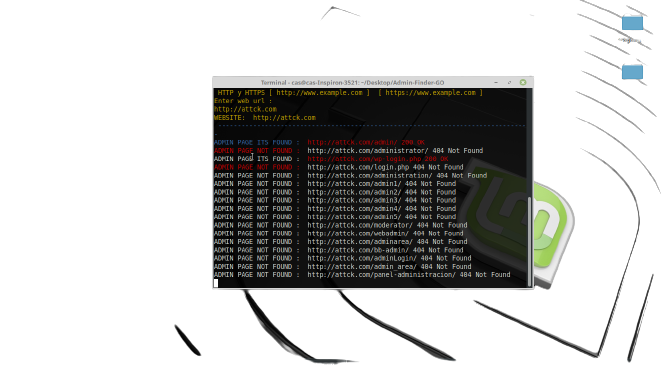 Terminal - cas@cas-Inspiron-3521:~/Desktop/Admin-Finder-GO
HTTP y HTTPS [ http://www.example.com ]  [ https://www.example.com ]
Enter web url :
http://attck.com
WEBSITE:  http://attck.com
ADMIN PAGE ITS FOUND :  http://attck.com/admin/ 200 OK
ADMIN PAGE NOT FOUND :  http://attck.com/administrator/ 404 Not Found
ADMIN PAGE ITS FOUND :  http://attck.com/wp-login.php 200 OK
ADMIN PAGE NOT FOUND :  http://attck.com/login.php 404 Not Found
ADMIN PAGE NOT FOUND :  http://attck.com/administration/ 404 Not Found
ADMIN PAGE NOT FOUND :  http://attck.com/admin1/ 404 Not Found
ADMIN PAGE NOT FOUND :  http://attck.com/admin2/ 404 Not Found
ADMIN PAGE NOT FOUND :  http://attck.com/admin3/ 404 Not Found
ADMIN PAGE NOT FOUND :  http://attck.com/admin4/ 404 Not Found
ADMIN PAGE NOT FOUND :  http://attck.com/admin5/ 404 Not Found
ADMIN PAGE NOT FOUND :  http://attck.com/moderator/ 404 Not Found
ADMIN PAGE NOT FOUND :  http://attck.com/webadmin/ 404 Not Found
ADMIN PAGE NOT FOUND :  http://attck.com/adminarea/ 404 Not Found
ADMIN PAGE NOT FOUND :  http://attck.com/bb-admin/ 404 Not Found
ADMIN PAGE NOT FOUND :  http://attck.com/adminLogin/ 404 Not Found
ADMIN PAGE NOT FOUND :  http://attck.com/admin_area/ 404 Not Found
ADMIN PAGE NOT FOUND :  http://attck.com/panel-administracion/ 404 Not Found